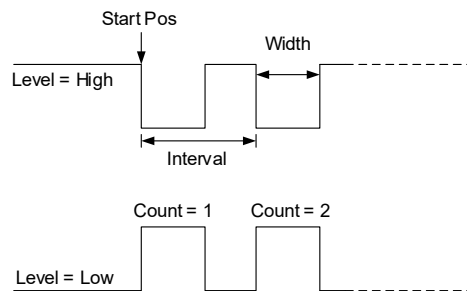 Start Pos
Width
Level = High
Interval
Count = 1
Count = 2
Level = Low